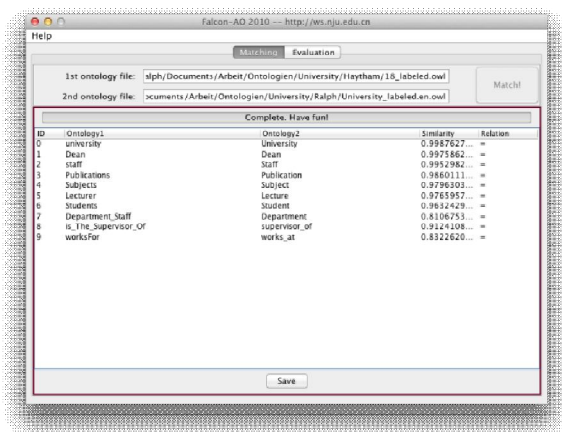 Falcon-AO 2010 -- http://ws.nju.edu.cn
Help
Matching Evaluation
1st ontology file: alph/Documents/Arbeit/Ontologien/University/Haytham/18_labeled.owl
Match!
2nd ontology file: ocuments/Arbeit/Ontologien/University/Ralph/University_labeled.en.owl
Complete. Have fun!
ID Ontology1 Ontology2 Similarity Relation
0 university University 0.9987627... =
1 Dean Dean 0.9975862... =
2 staff Staff 0.9952982... =
3 Publications Publication 0.9860111... =
4 Subjects Subject 0.9796303... =
5 Lecturer Lecture 0.9765957... =
6 Students Student 0.9632429... =
7 Department_Staff Department 0.8106753... =
8 is_The_Supervisor_Of supervisor_of 0.9124108... =
9 worksFor works_at 0.8322620... =
Save